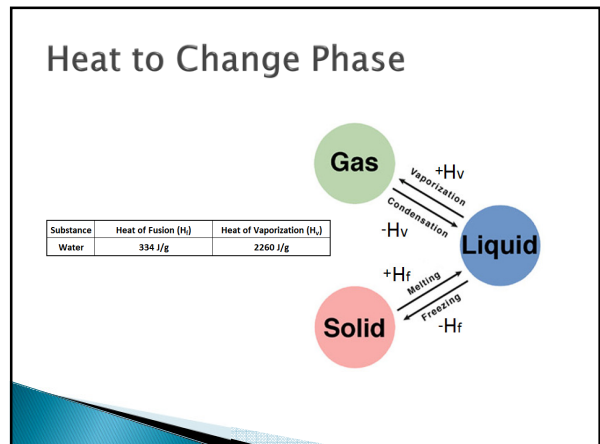 Heat to Change Phase
Gas
+Hv
Vaporization
Condensation
-Hv
Substance Heat of Fusion (Hf) Heat of Vaporization (Hv)
Water 334 J/g 2260 J/g
Liquid
+Hf
Melting
Freezing
Solid
-Hf